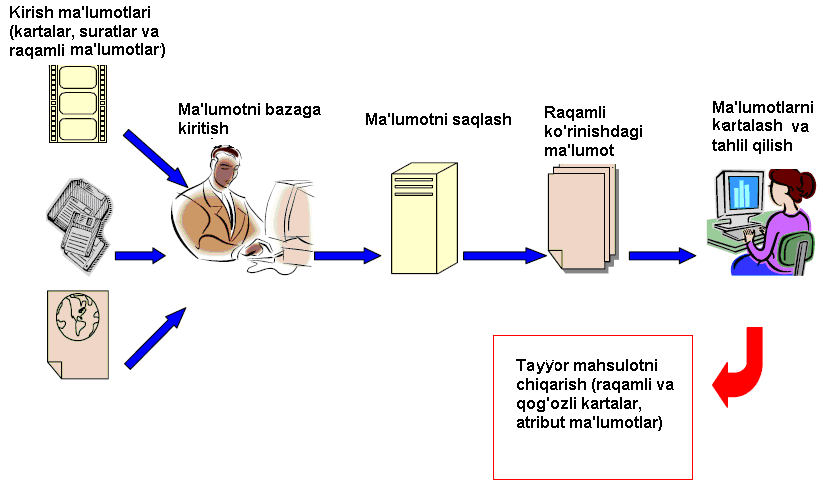 Kirish ma'lumotlari
(kartalar, suratlar va
raqamli ma'lumotlar)
Ma'lumotni bazaga
kiritish
Ma'lumotni saqlash
Raqamli
ko'rinishdagi
ma'lumot
Ma'lumotlarni
kartalash va
tahlil qilish
Tayyor mahsulotni
chiqarish (raqamli va
qog'ozli kartalar,
atribut ma'lumotlar)